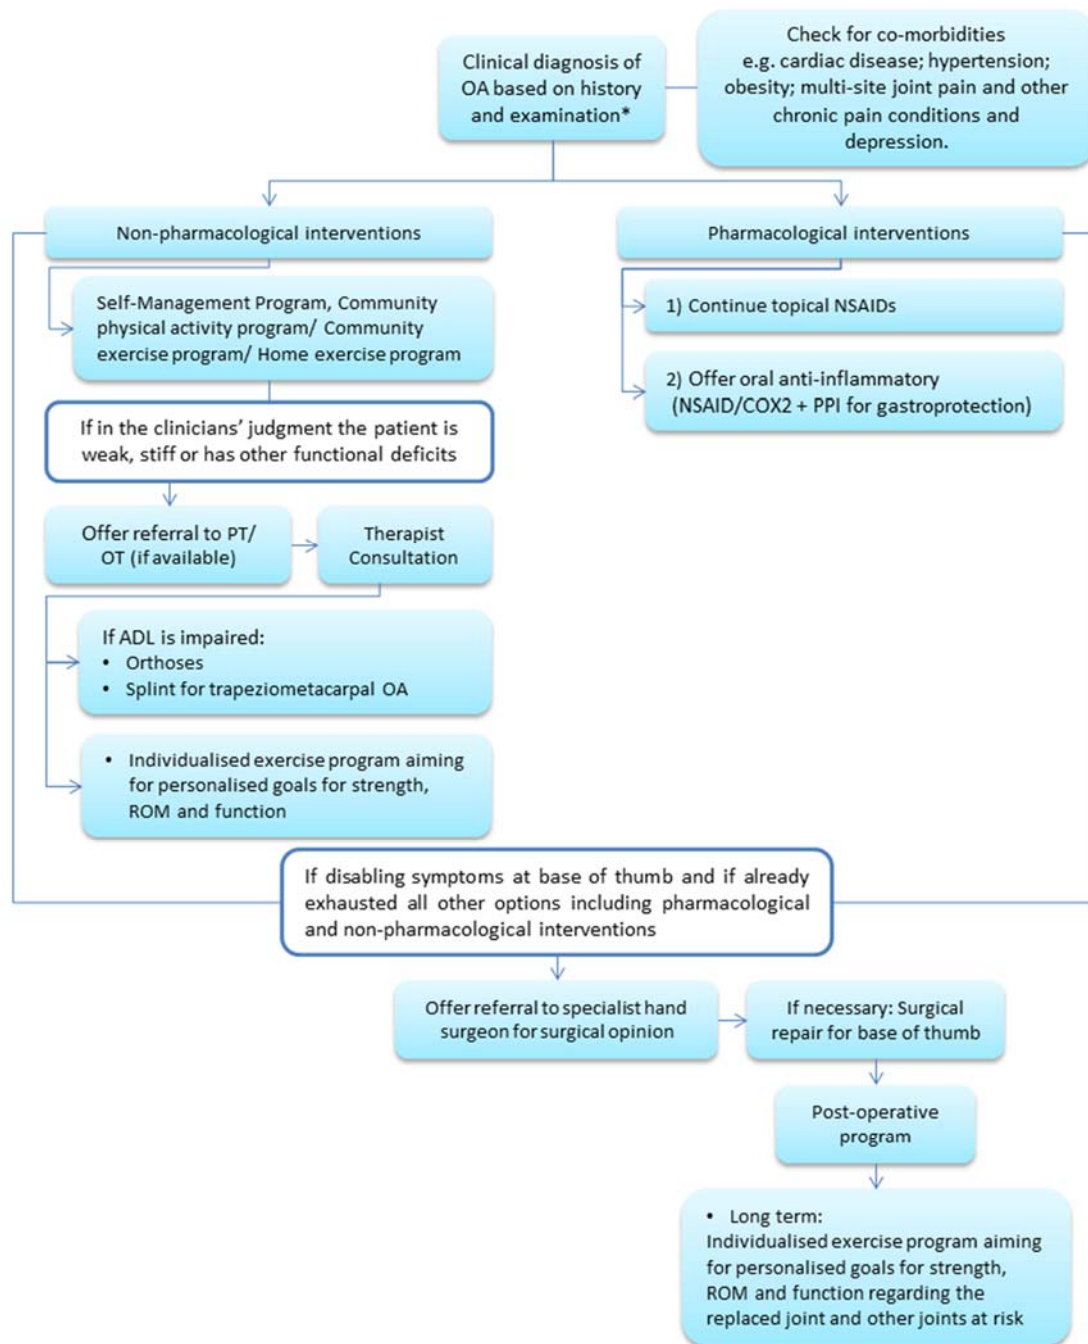 Clinical diagnosis of
OA based on history
and examination*
Check for co-morbidities
e.g. cardiac disease; hypertension;
obesity; multi-site joint pain and other
chronic pain conditions and
depression.
Non-pharmacological interventions
Pharmacological interventions
Self-Management Program, Community
physical activity program/ Community
exercise program/ Home exercise program
1) Continue topical NSAIDs
2) Offer oral anti-inflammatory
(NSAID/COX2 + PPI for gastroprotection)
If in the clinicians’ judgment the patient is
weak, stiff or has other functional deficits
Offer referral to PT/
OT (if available)
Therapist
Consultation
If ADL is impaired:
• Orthoses
• Splint for trapeziometacarpal OA
• Individualised exercise program aiming
for personalised goals for strength,
ROM and function
If disabling symptoms at base of thumb and if already
exhausted all other options including pharmacological
and non-pharmacological interventions
Offer referral to specialist hand
surgeon for surgical opinion
If necessary: Surgical
repair for base of thumb
Post-operative
program
• Long term:
Individualised exercise program aiming
for personalised goals for strength,
ROM and function regarding the
replaced joint and other joints at risk